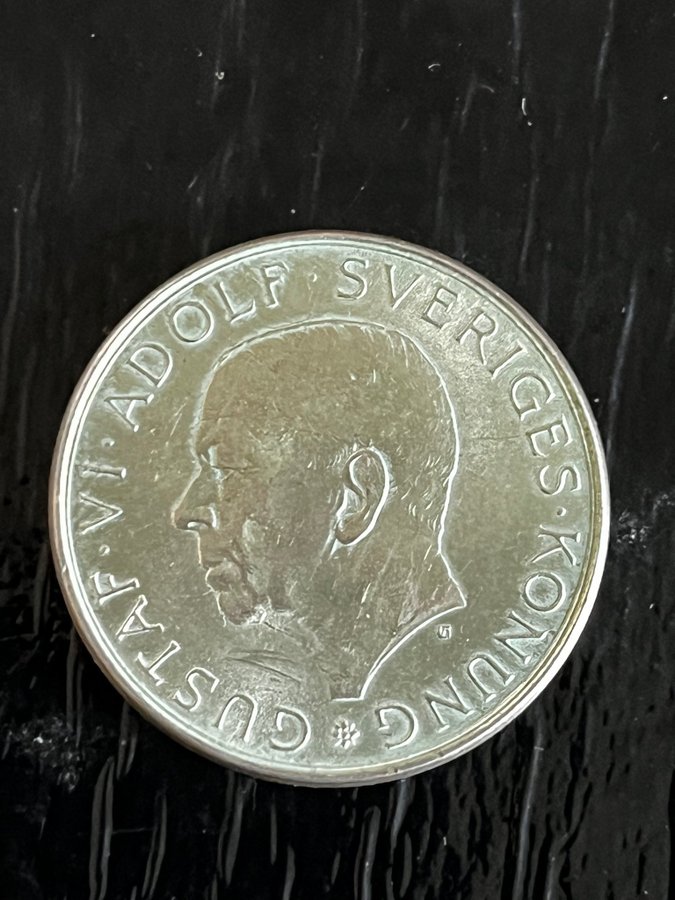 GUSTAF · VI · ADOLF · SVERIGES · KONUNG
G